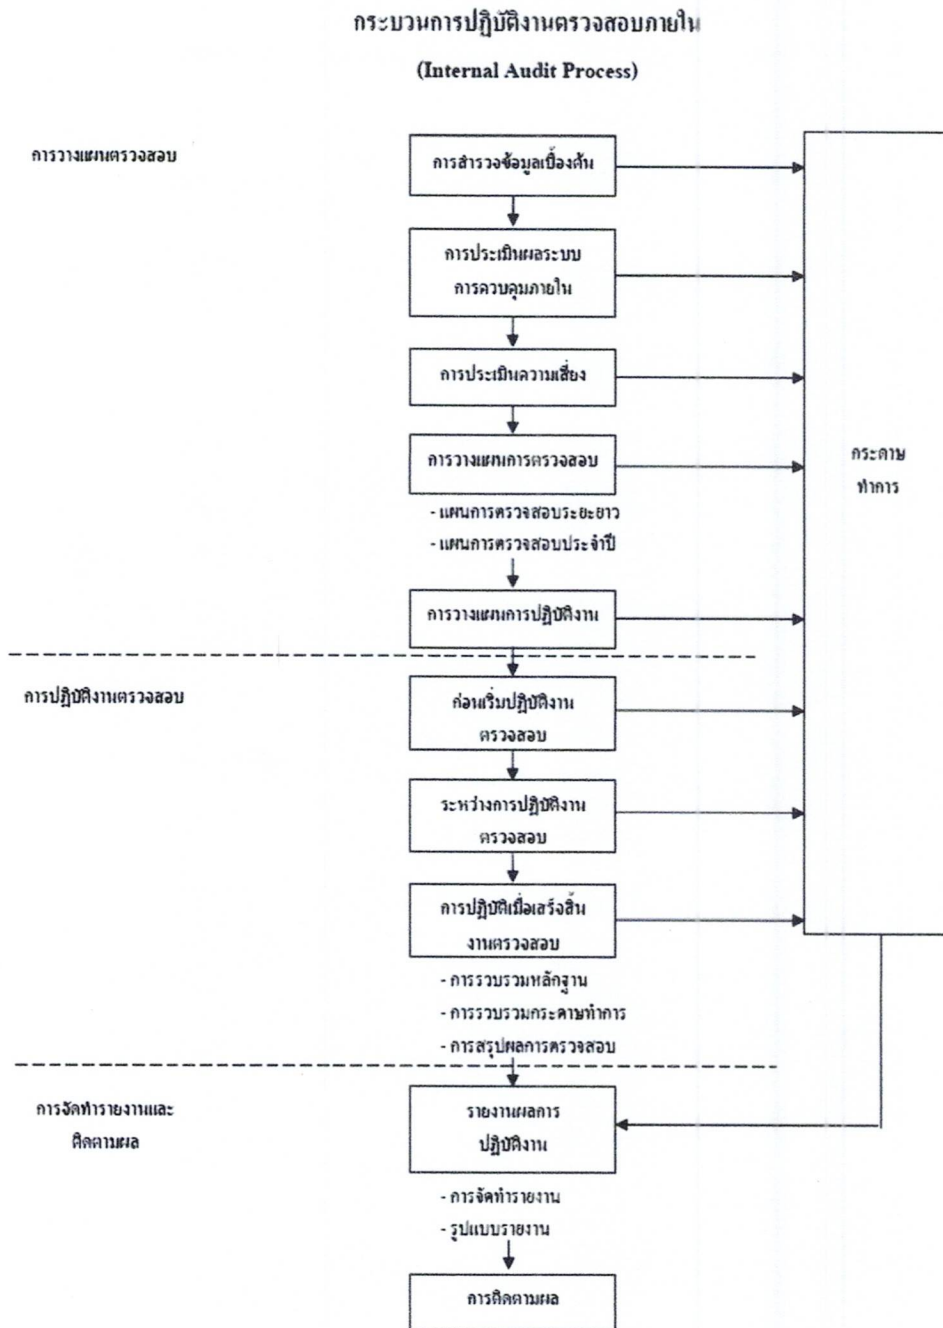 กระบวนการปฏิบัติงานตรวจสอบภายใน
(Internal Audit Process)
การวางแผนตรวจสอบ
การสำรวจข้อมูลเบื้องต้น
การประเมินผลระบบ
การควบคุมภายใน
การประเมินความเสี่ยง
การวางแผนการตรวจสอบ
- แผนการตรวจสอบระยะยาว
- แผนการตรวจสอบประจำปี
การวางแผนการปฏิบัติงาน
กระดาษ
ทำการ
การปฏิบัติงานตรวจสอบ
ก่อนเริ่มปฏิบัติงาน
ตรวจสอบ
ระหว่างการปฏิบัติงาน
ตรวจสอบ
การปฏิบัติเมื่อเสร็จสิ้น
งานตรวจสอบ
- การรวบรวมหลักฐาน
- การรวบรวมกระดาษทำการ
- การสรุปผลการตรวจสอบ
การจัดทำรายงานและ
ติดตามผล
รายงานผลการ
ปฏิบัติงาน
- การจัดทำรายงาน
- รูปแบบรายงาน
การติดตามผล